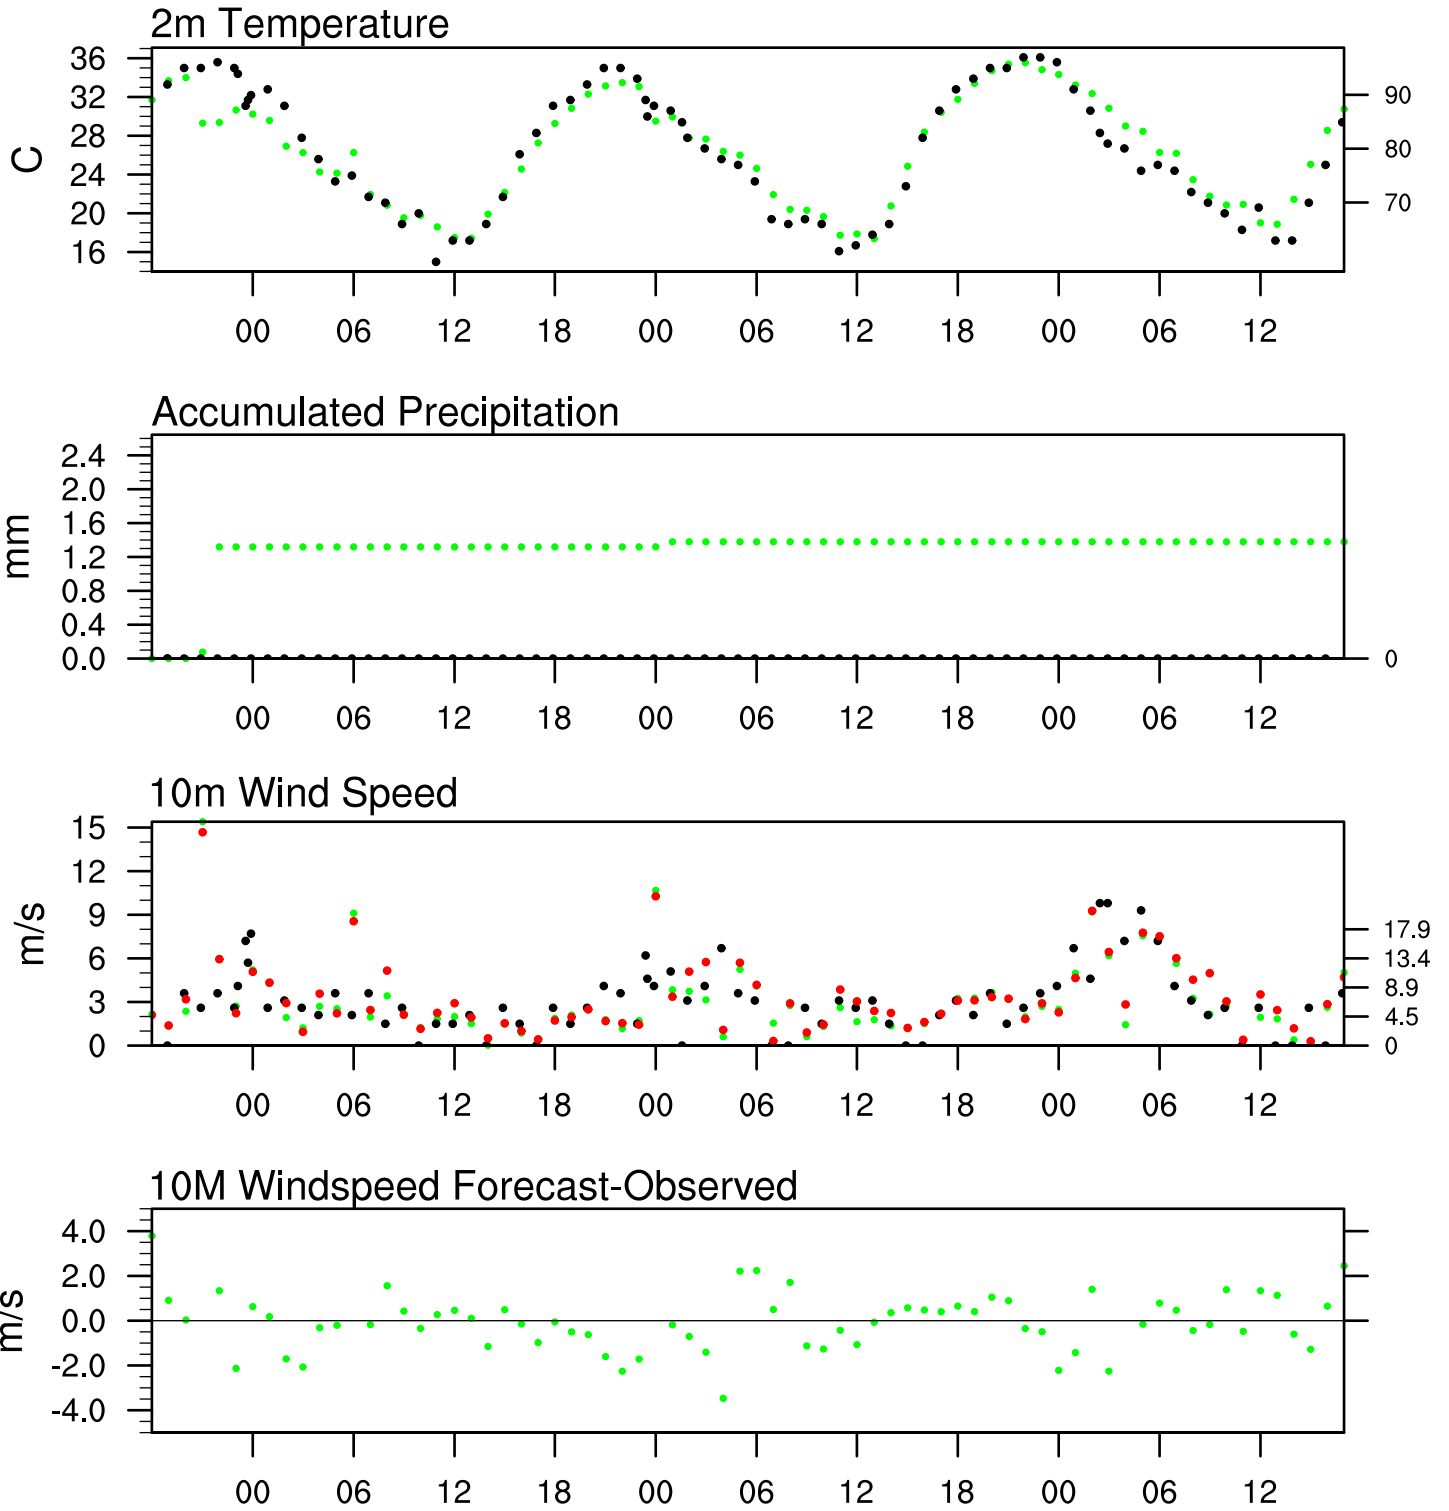 2m Temperature
36
32
28
24
20
16
C
90
80
70
00 06 12 18 00 06 12 18 00 06 12
Accumulated Precipitation
2.4
2.0
1.6
1.2
0.8
0.4
0.0
mm
0
00 06 12 18 00 06 12 18 00 06 12
10m Wind Speed
15
12
9
6
3
0
m/s
17.9
13.4
8.9
4.5
0
00 06 12 18 00 06 12 18 00 06 12
10M Windspeed Forecast-Observed
4.0
2.0
0.0
-2.0
-4.0
m/s
00 06 12 18 00 06 12 18 00 06 12